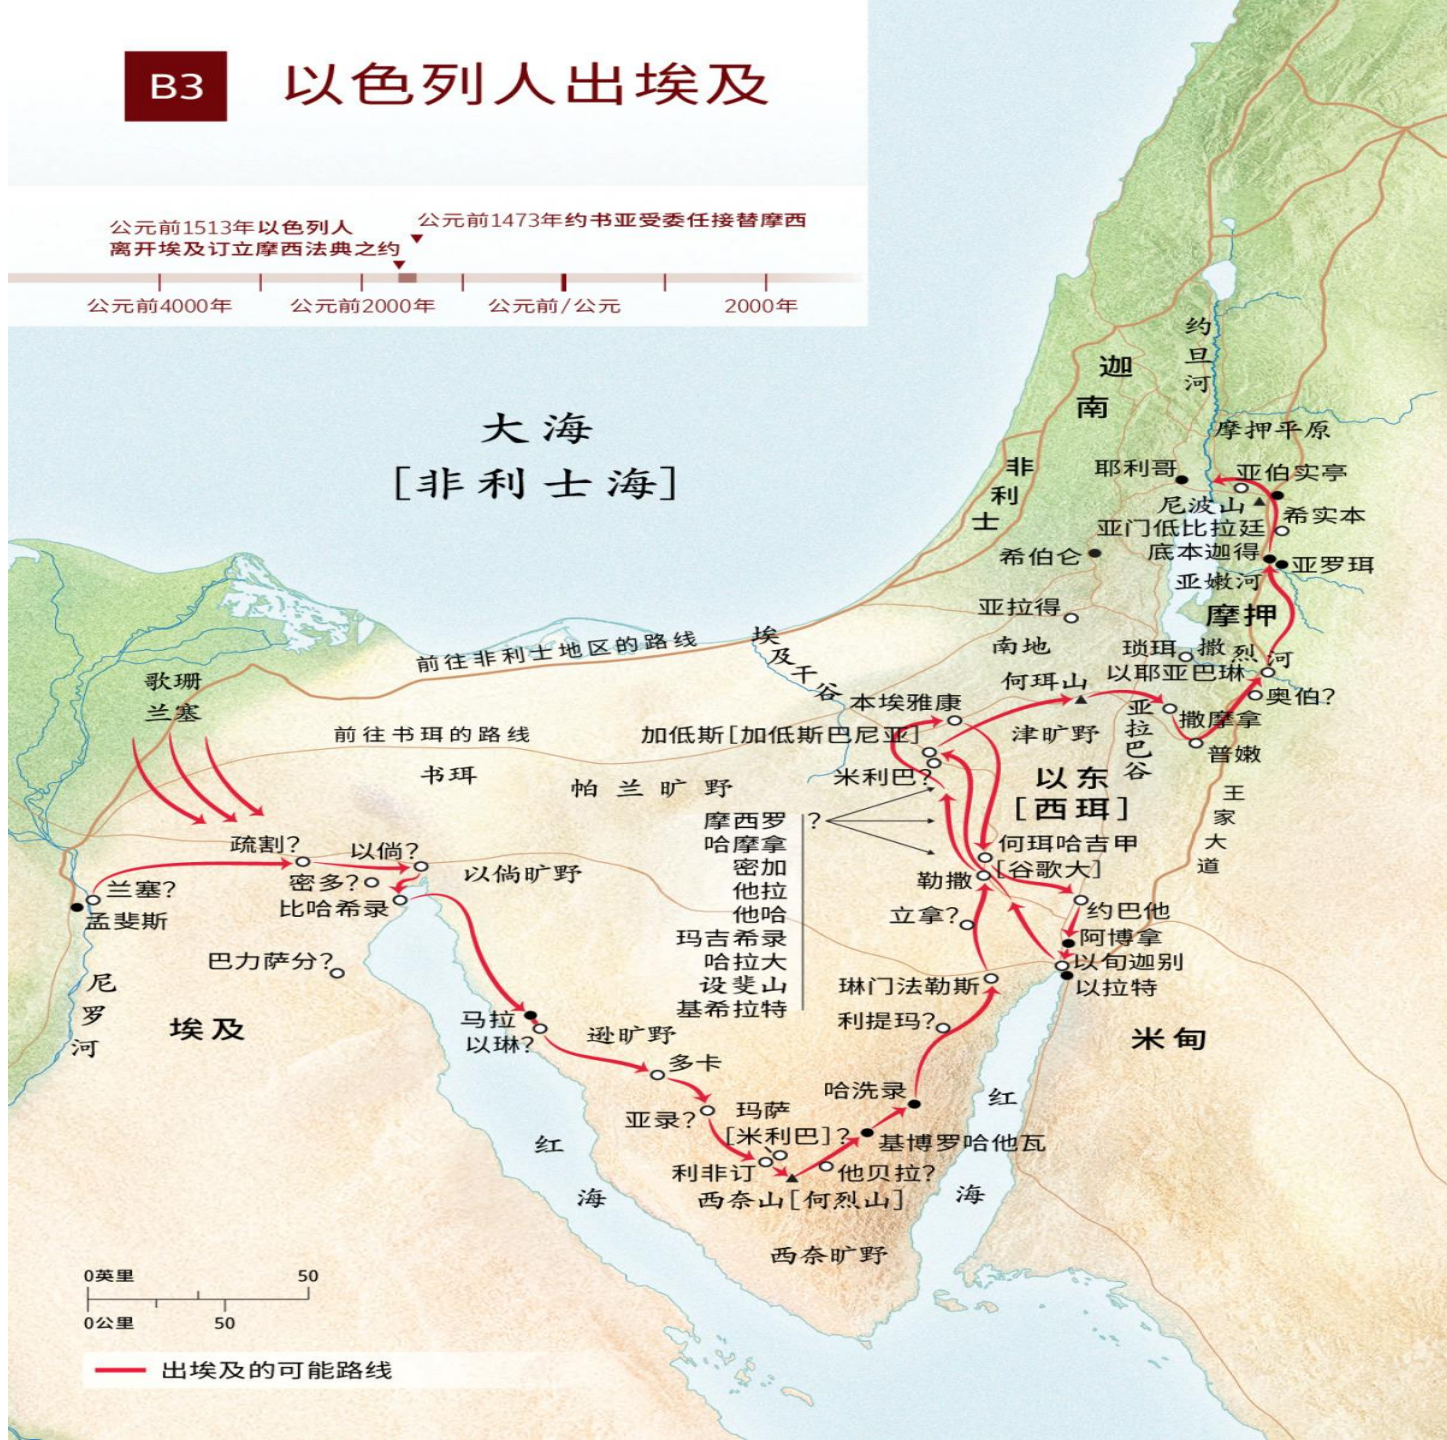 B3 以色列人出埃及
公元前1513年以色列人
离开埃及订立摩西法典之约
公元前1473年约书亚受委任接替摩西
公元前4000年 公元前2000年 公元前/公元 2000年
大海
[非利士海]
约旦河
迦南
摩押平原
非利士
耶利哥
亚伯实亭
尼波山
希实本
亚门低比拉廷
希伯仑
底本迦得
亚罗珥
亚嫩河
亚拉得
摩押
前往非利士地区的路线
埃及干谷
南地
琐珥
撒烈河
以耶亚巴琳
歌珊
兰塞
何珥山
本埃雅康
亚拉巴谷
奥伯?
撒摩拿
前往书珥的路线
加低斯[加低斯巴尼亚]
津旷野
普嫩
书珥
帕兰旷野
米利巴?
以东
[西珥]
王家大道
摩西罗
哈摩拿
密加
他拉
他哈
玛吉希录
哈拉大
设斐山
基希拉特
?
疏割?
以倘?
何珥哈吉甲
[谷歌大]
以倘旷野
密多?
勒撒
兰塞?
比哈希录
孟斐斯
立拿?
约巴他
阿博拿
巴力萨分?
以旬迦别
以拉特
尼罗河
琳门法勒斯
埃及
马拉
以琳?
逊旷野
利提玛?
米甸
多卡
哈洗录
亚录?
玛萨
[米利巴]?
红海
基博罗哈他瓦
红海
利非订
他贝拉?
西奈山[何烈山]
西奈旷野
0英里 50
0公里 50
出埃及的可能路线